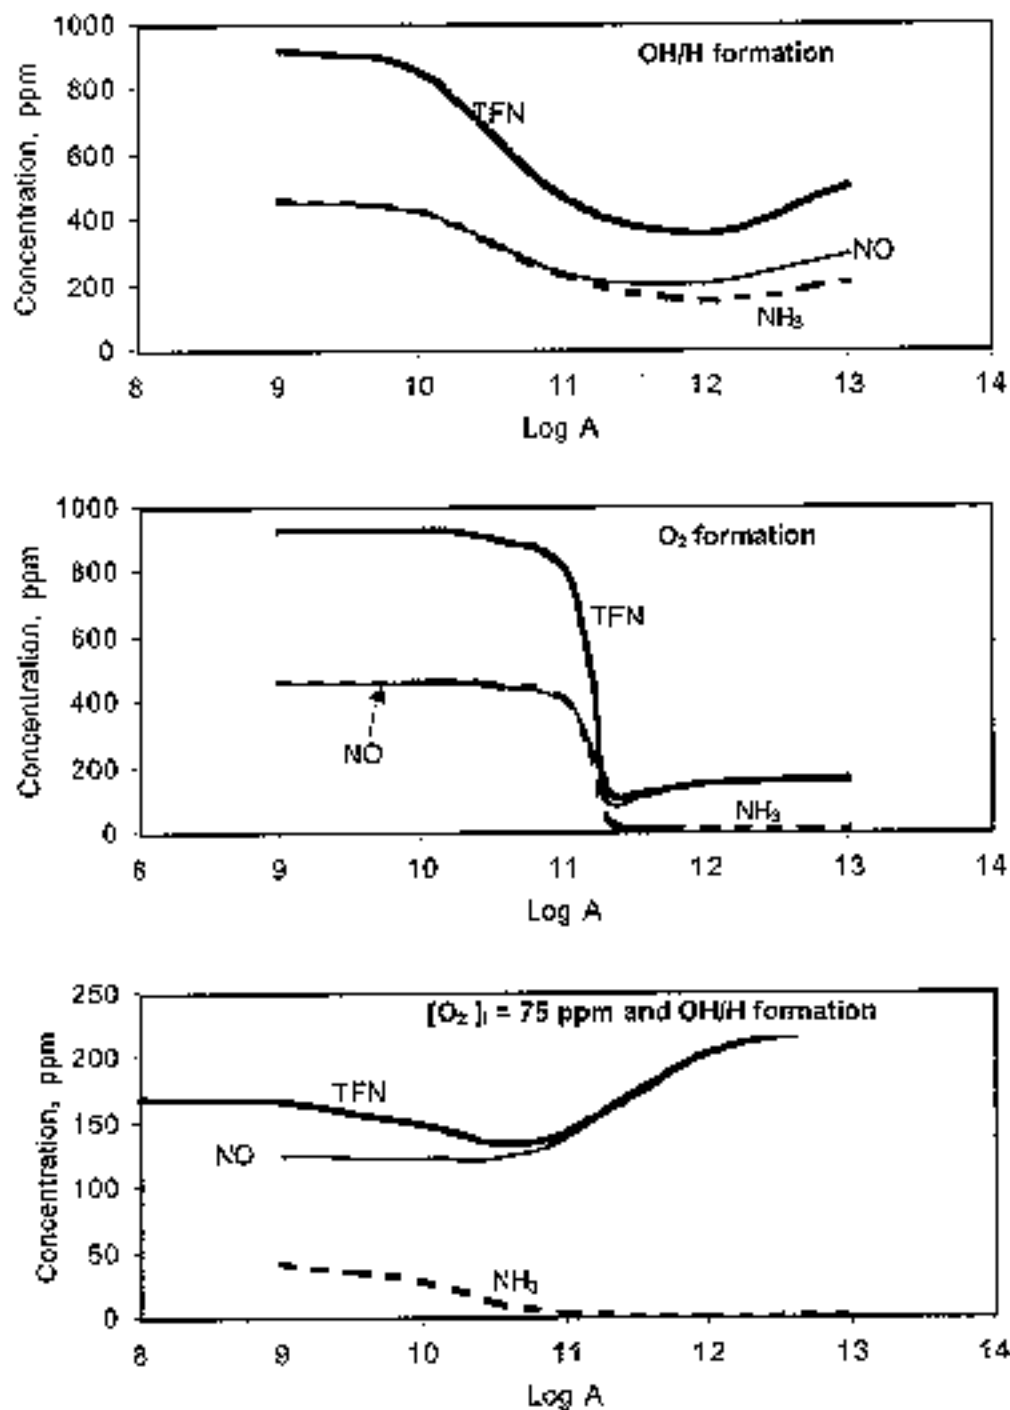 1000
OH/H formation
800
TFN
600
400
NO
200
NH₃
0
8 9 10 11 12 13 14
Concentration, ppm
Log A
1000
O₂ formation
800
TFN
600
400
NO
200
NH₃
0
8 9 10 11 12 13 14
Concentration, ppm
Log A
250
[O₂]ᵢ = 75 ppm and OH/H formation
200
TFN
150
NO
100
50
NH₃
0
8 9 10 11 12 13 14
Concentration, ppm
Log A